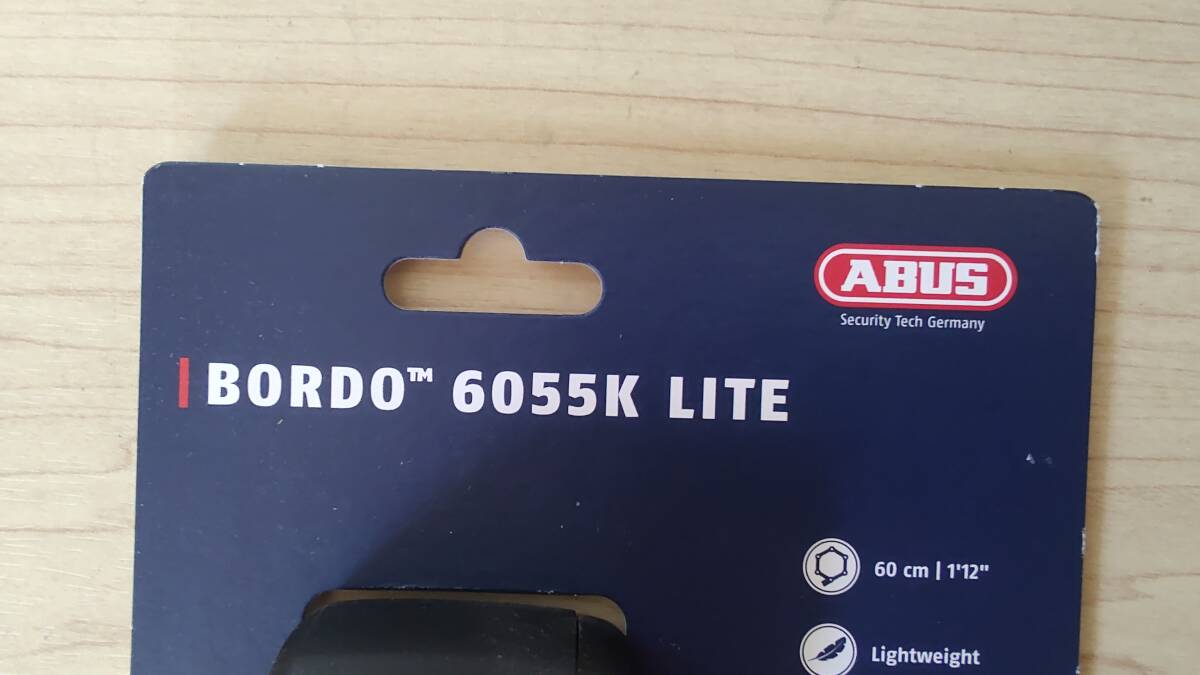 ABUS
Security Tech Germany
BORDO™ 6055K LITE
60 cm | 1'12"
Lightweight